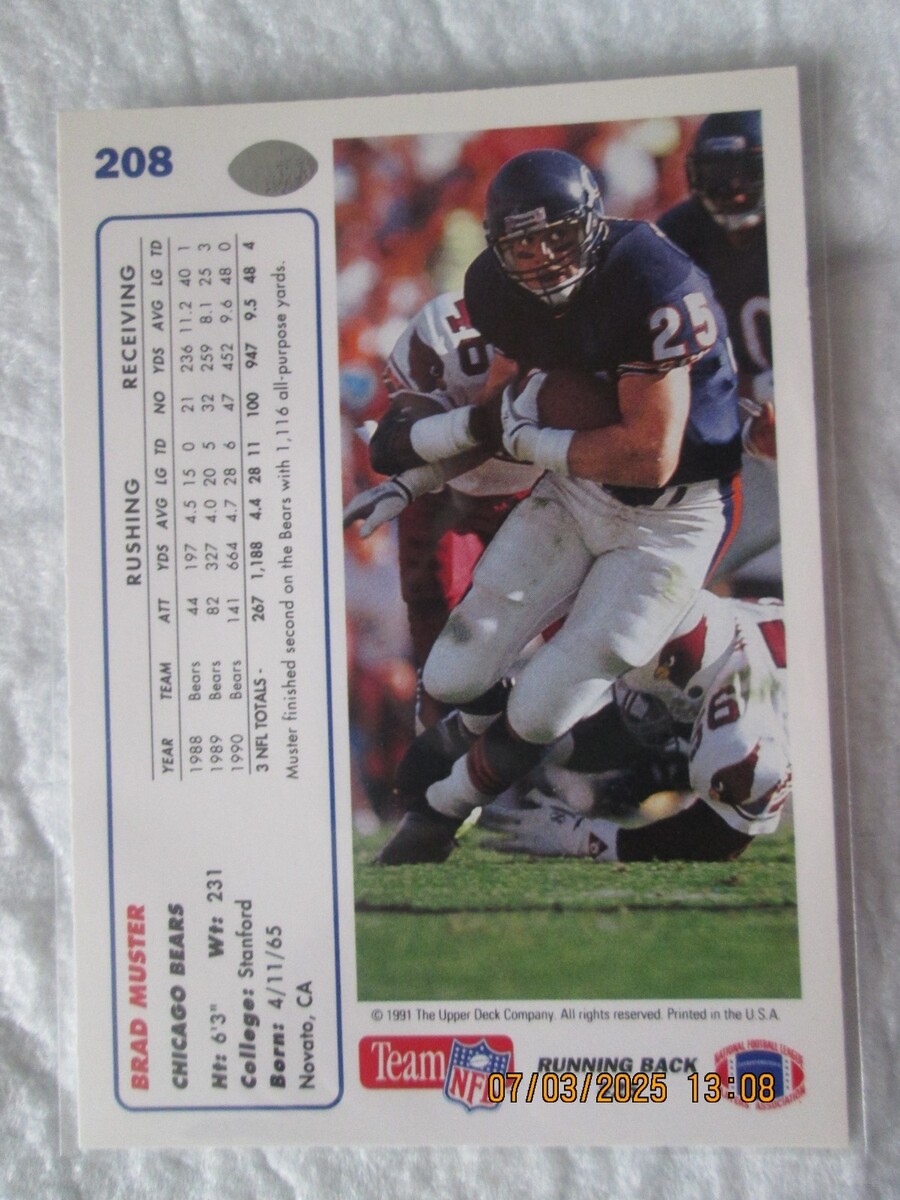 208
BRAD MUSTER
CHICAGO BEARS
Ht: 6'3" Wt: 231
College: Stanford
Born: 4/11/65
Novato, CA
RUSHING RECEIVING
YEAR TEAM ATT YDS AVG LG TD NO YDS AVG LG TD
1988 Bears 44 197 4.5 15 0 21 236 11.2 40 1
1989 Bears 82 327 4.0 20 5 32 259 8.1 25 3
1990 Bears 141 664 4.7 28 6 47 452 9.6 48 0
3 NFL TOTALS - 267 1,188 4.4 28 11 100 947 9.5 48 4
Muster finished second on the Bears with 1,116 all-purpose yards.
25
© 1991 The Upper Deck Company. All rights reserved. Printed in the U.S.A.
Team NFL
RUNNING BACK
NATIONAL FOOTBALL LEAGUE
PLAYERS ASSOCIATION
07/03/2025 13:08